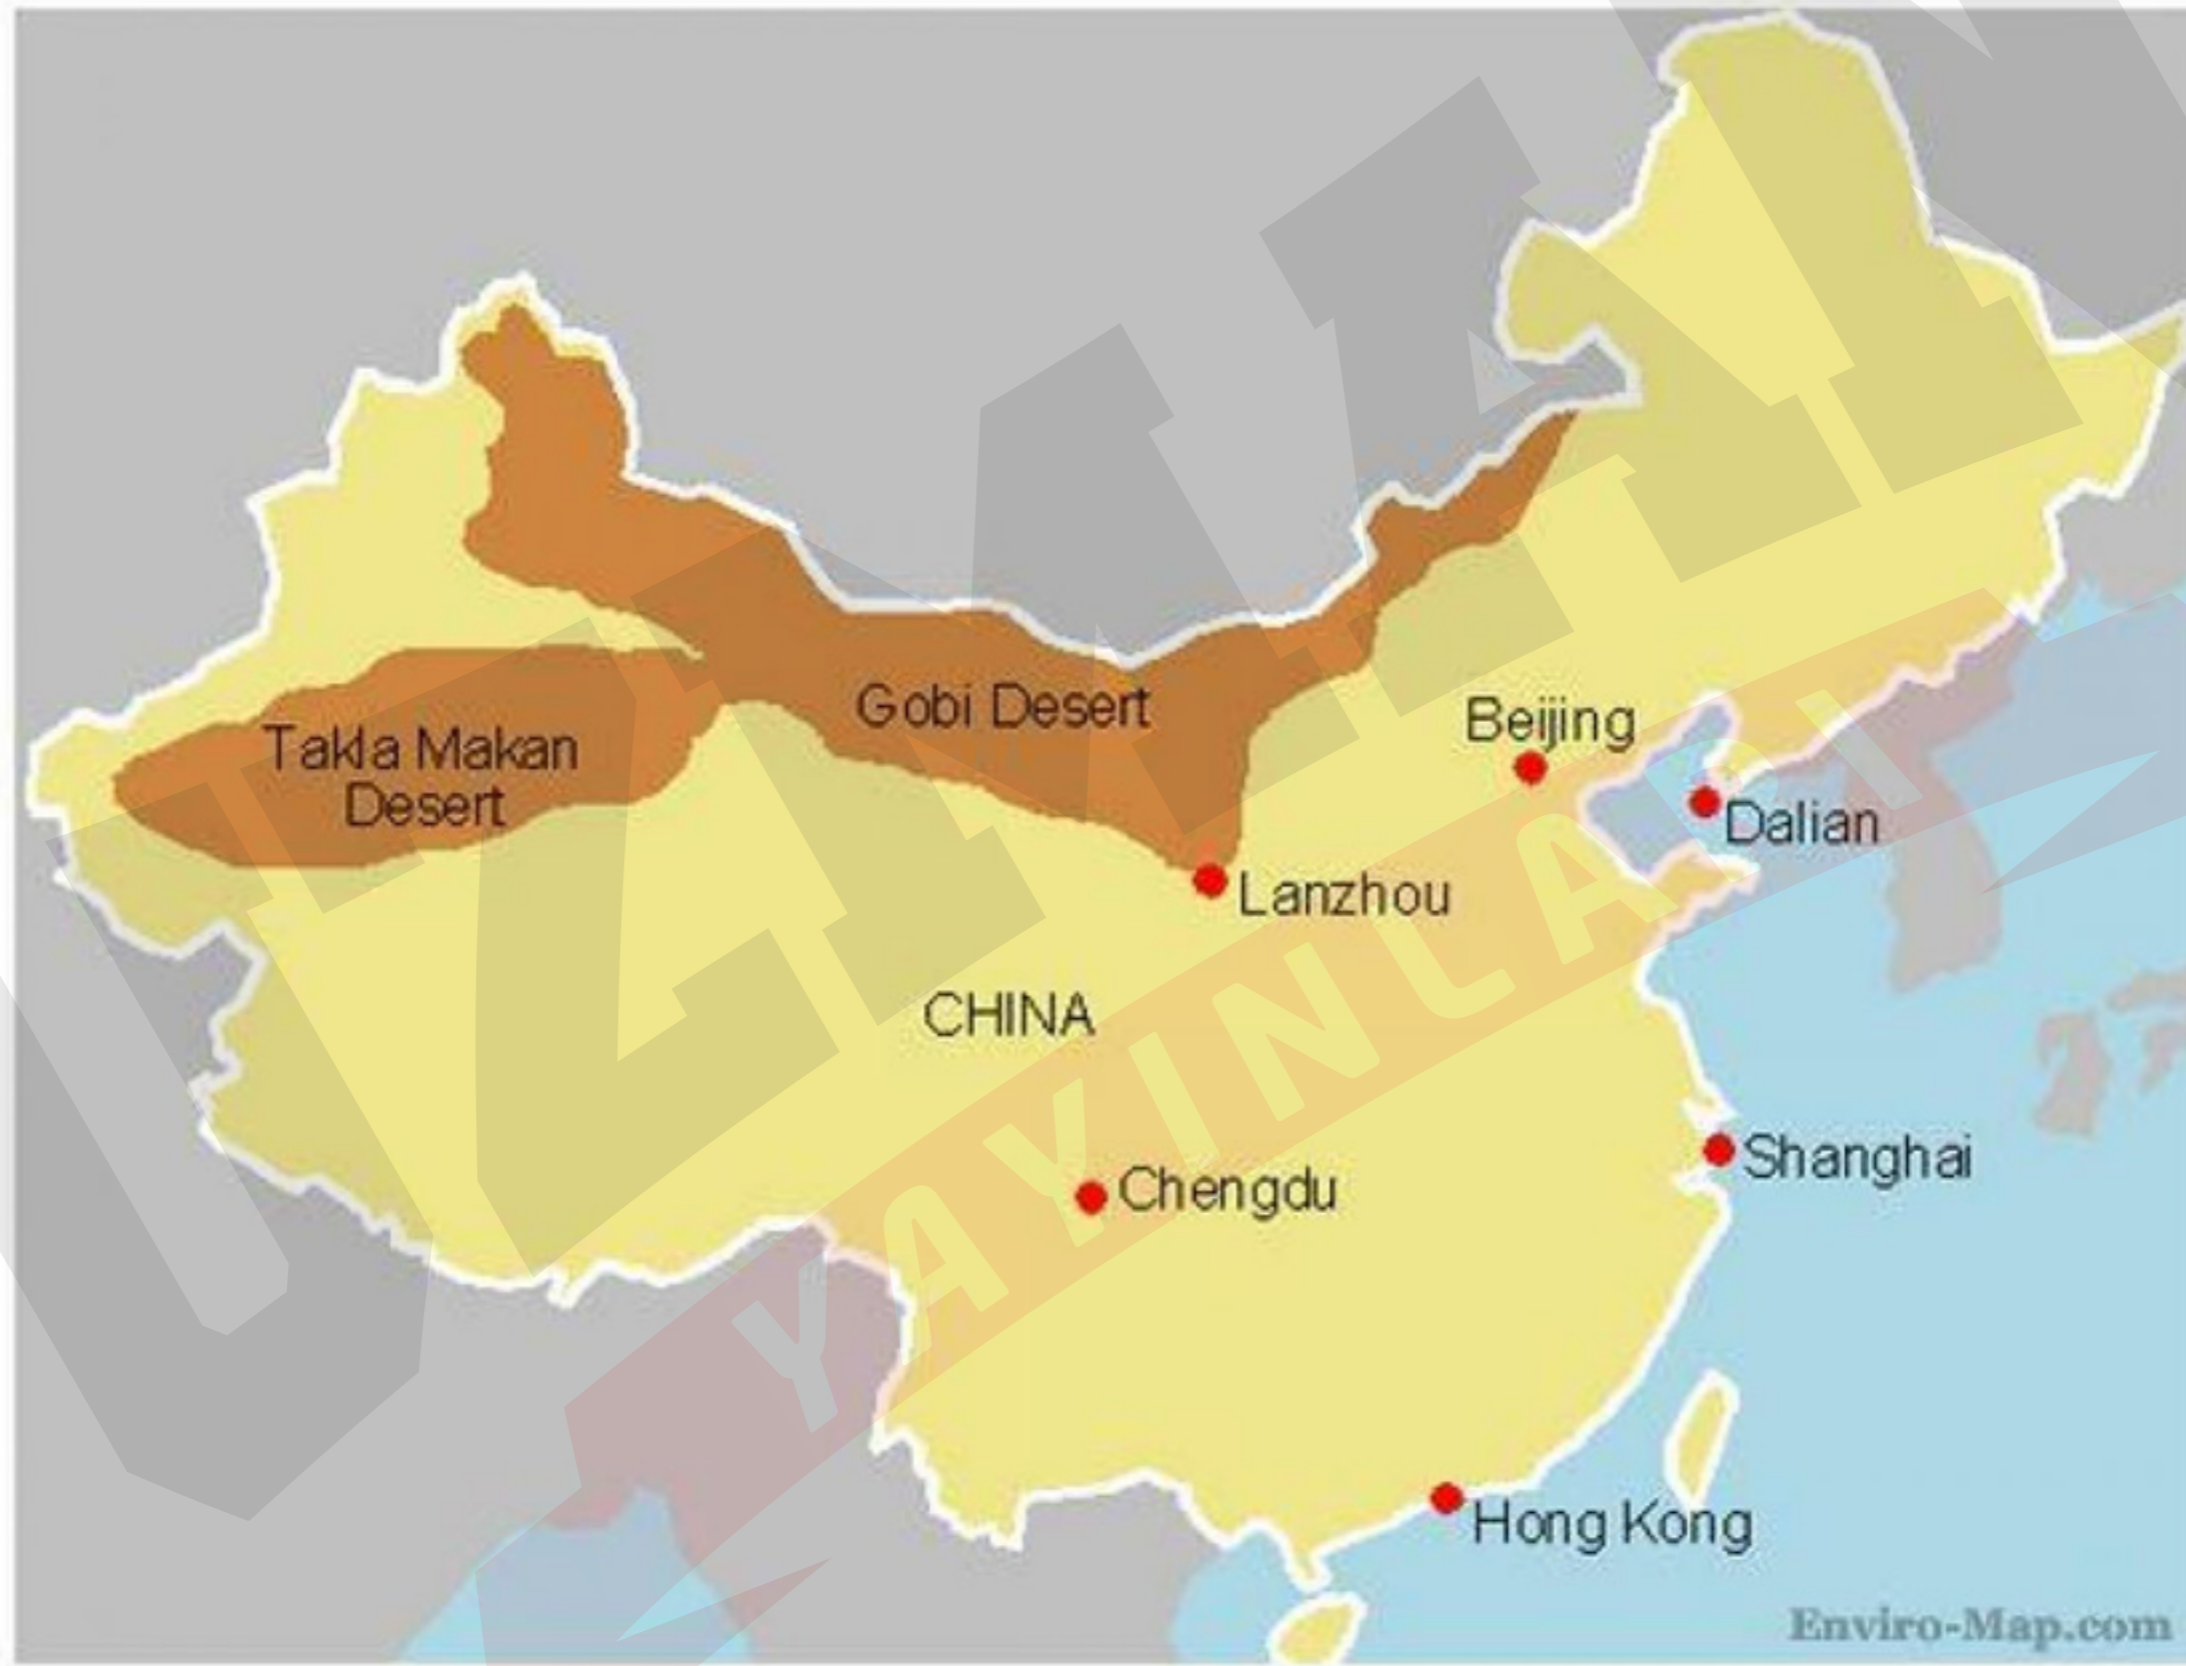 Takla Makan
Desert
Gobi Desert
Beijing
Dalian
Lanzhou
CHINA
Shanghai
Chengdu
Hong Kong
YAYINLARI
Enviro-Map.com